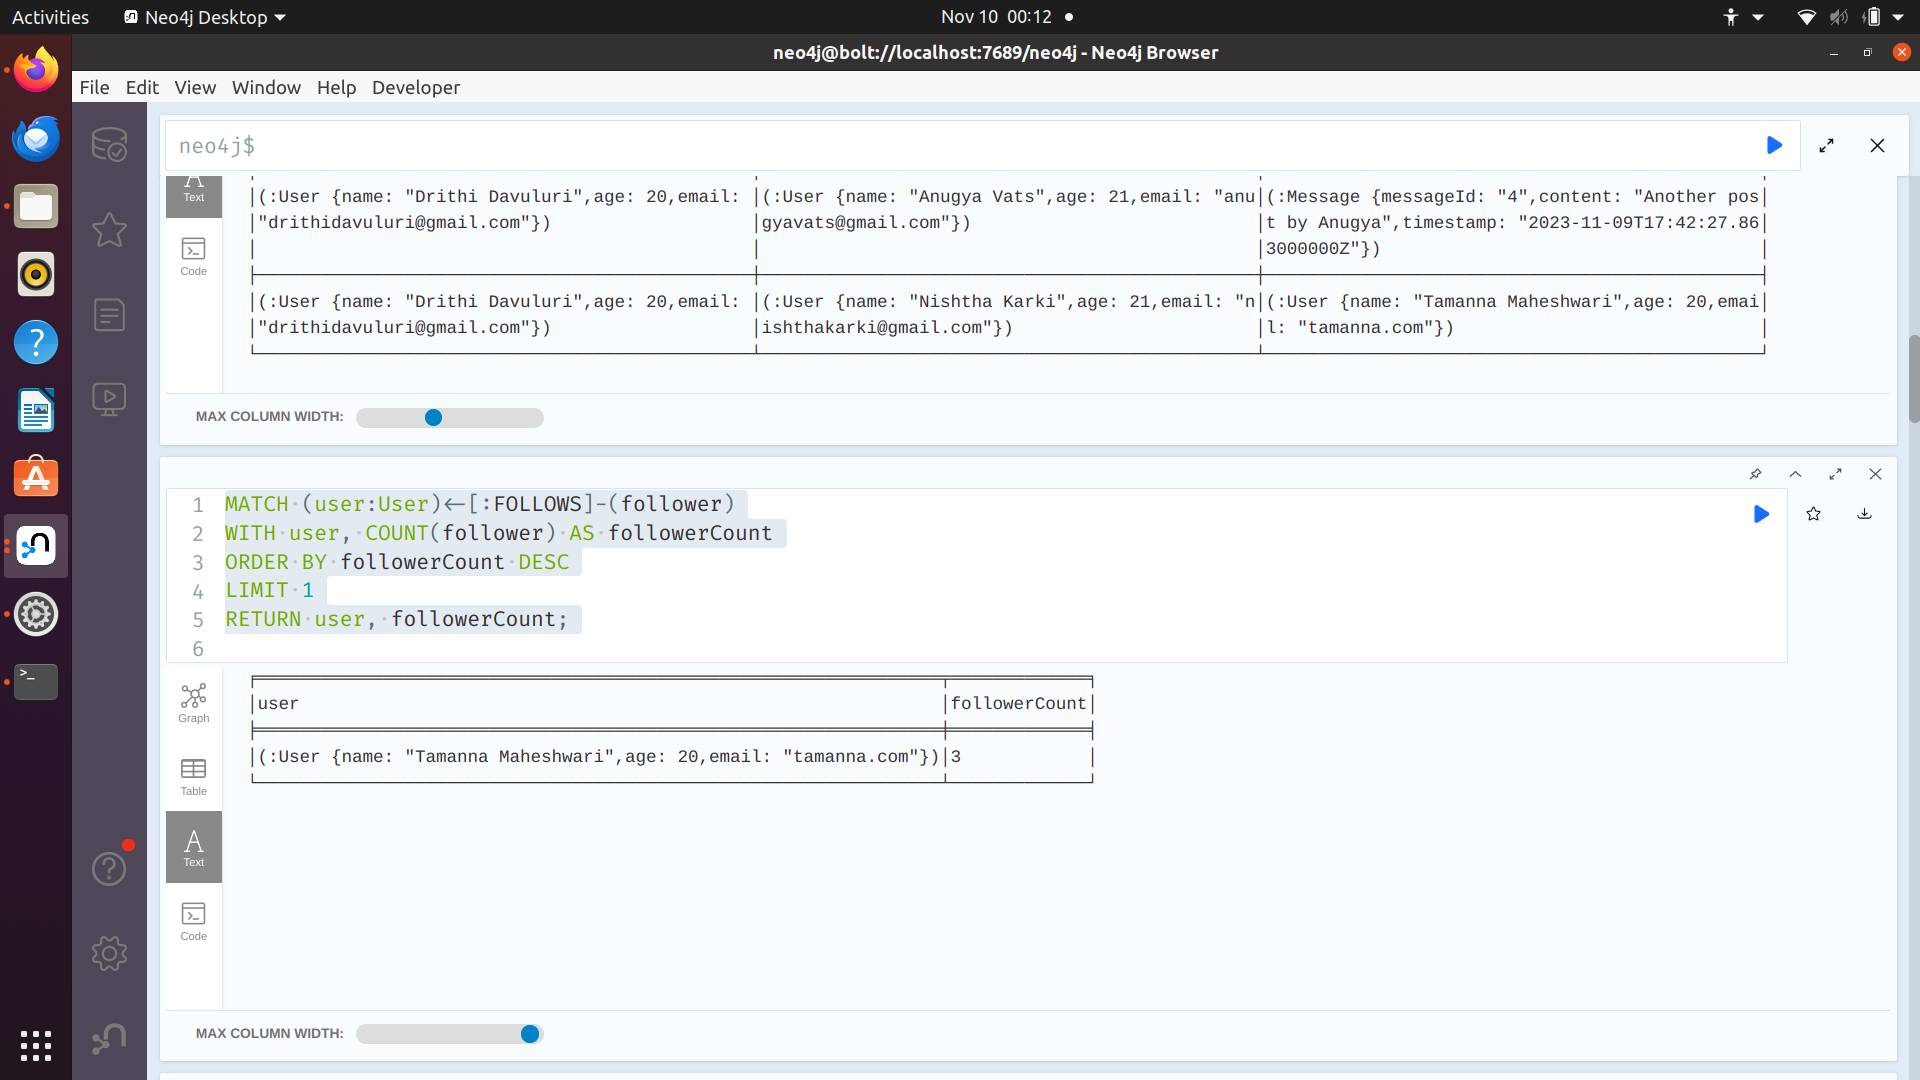 Activities
Neo4j Desktop
Nov 10 00:12
neo4j@bolt://localhost:7689/neo4j - Neo4j Browser
File Edit View Window Help Developer
neo4j$
Text
Code
(:User {name: "Drithi Davuluri",age: 20,email: (:User {name: "Anugya Vats",age: 21,email: "anu (:Message {messageId: "4",content: "Another pos
"drithidavuluri@gmail.com"}) gyavats@gmail.com"}) t by Anugya",timestamp: "2023-11-09T17:42:27.86
3000000Z"})
(:User {name: "Drithi Davuluri",age: 20,email: (:User {name: "Nishtha Karki",age: 21,email: "n (:User {name: "Tamanna Maheshwari",age: 20,emai
"drithidavuluri@gmail.com"}) ishthakarki@gmail.com"}) l: "tamanna.com"})
MAX COLUMN WIDTH:
1 MATCH (user:User)<-[:FOLLOWS]-(follower)
2 WITH user, COUNT(follower) AS followerCount
3 ORDER BY followerCount DESC
4 LIMIT 1
5 RETURN user, followerCount;
6
Graph
Table
Text
Code
user followerCount
(:User {name: "Tamanna Maheshwari",age: 20,email: "tamanna.com"}) 3
MAX COLUMN WIDTH: